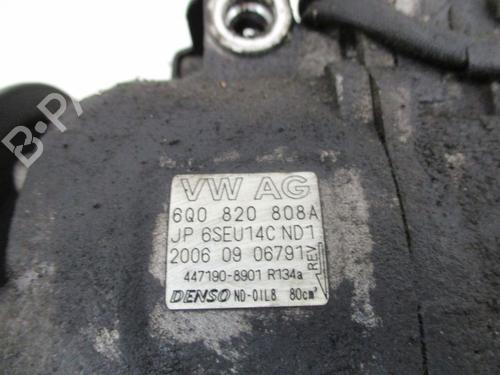 VW AG
6Q0 820 808A
JP 6SEU14C ND1
2006 09 06791
REV
447190-8901 R134a
DENSO ND-OIL8 80cm³
B-PA